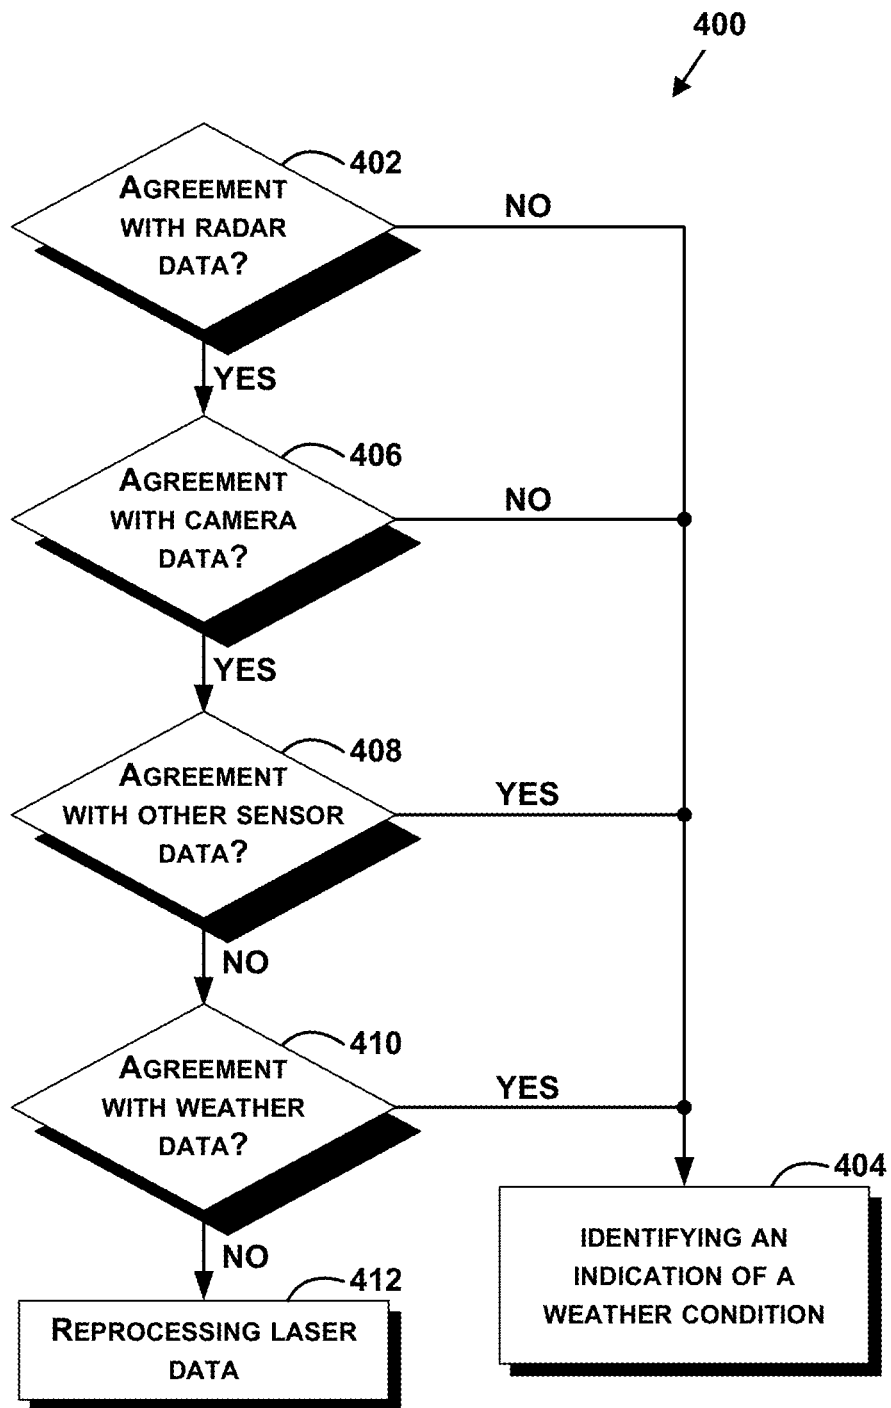 400
402
AGREEMENT
WITH RADAR
DATA?
NO
YES
406
AGREEMENT
WITH CAMERA
DATA?
NO
YES
408
AGREEMENT
WITH OTHER SENSOR
DATA?
YES
NO
410
AGREEMENT
WITH WEATHER
DATA?
YES
NO
404
IDENTIFYING AN
INDICATION OF A
WEATHER CONDITION
412
REPROCESSING LASER
DATA